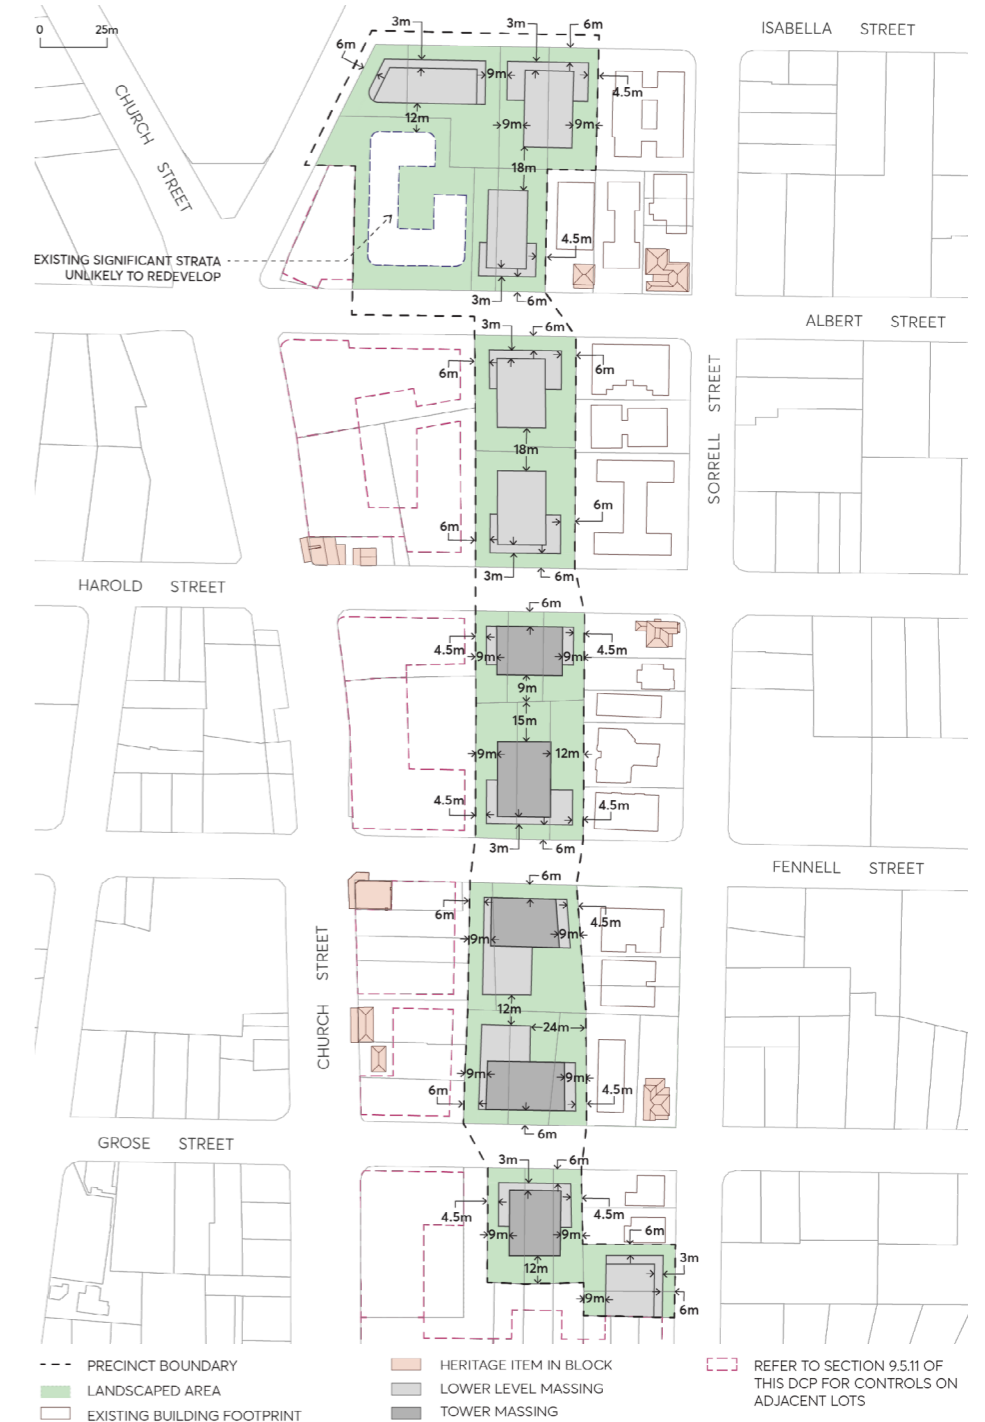 0 25m
3m 3m 6m
ISABELLA STREET
6m
9m
4.5m
CHURCH STREET
12m
9m 9m
18m
4.5m
EXISTING SIGNIFICANT STRATA
UNLIKELY TO REDEVELOP
3m 6m
ALBERT STREET
3m 6m
6m 6m
SORRELL STREET
18m
6m
6m
3m 6m
HAROLD STREET
6m
4.5m 4.5m
9m 9m
9m
15m
9m 12m
4.5m 4.5m
3m 6m
FENNELL STREET
6m
6m 4.5m
9m 9m
CHURCH STREET
12m
24m
9m 9m
6m 4.5m
6m
GROSE STREET
3m 6m
4.5m 4.5m
9m 9m 6m
12m 3m
9m 6m
PRECINCT BOUNDARY
LANDSCAPED AREA
EXISTING BUILDING FOOTPRINT
HERITAGE ITEM IN BLOCK
LOWER LEVEL MASSING
TOWER MASSING
REFER TO SECTION 9.5.11 OF
THIS DCP FOR CONTROLS ON
ADJACENT LOTS